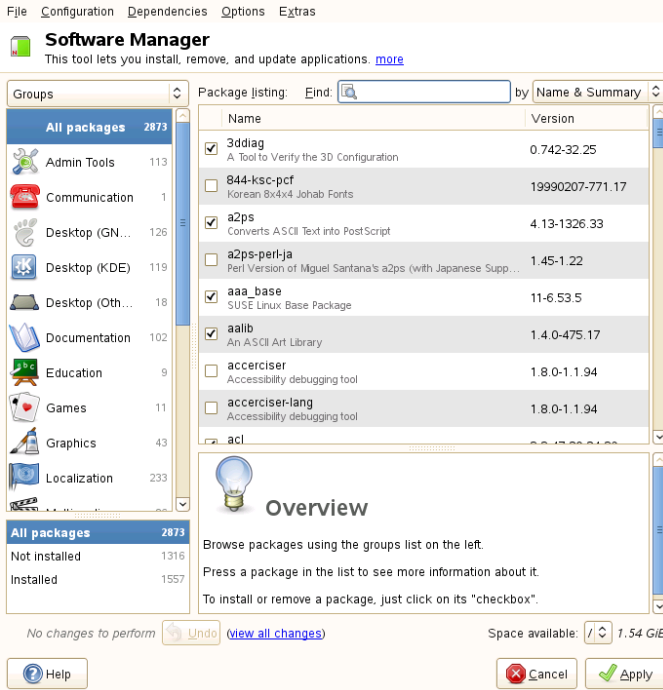 File Configuration Dependencies Options Extras
Software Manager
This tool lets you install, remove, and update applications. more
Groups
Package listing: Find: by Name & Summary
All packages 2873
Admin Tools 113
Communication 1
Desktop (GN... 126
Desktop (KDE) 119
Desktop (Oth... 18
Documentation 102
Education 9
Games 11
Graphics 43
Localization 233
All packages 2873
Not installed 1316
Installed 1557
Name Version
3ddiag 0.742-32.25
A Tool to Verify the 3D Configuration
844-ksc-pcf 19990207-771.17
Korean 8x4x4 Johab Fonts
a2ps 4.13-1326.33
Converts ASCII Text into PostScript
a2ps-perl-ja 1.45-1.22
Perl Version of Miguel Santana's a2ps (with Japanese Supp...
aaa_base 11-6.53.5
SUSE Linux Base Package
aalib 1.4.0-475.17
An ASCII Art Library
accerciser 1.8.0-1.1.94
Accessibility debugging tool
accerciser-lang 1.8.0-1.1.94
Accessibility debugging tool
acl
Overview
Browse packages using the groups list on the left.
Press a package in the list to see more information about it.
To install or remove a package, just click on its "checkbox".
No changes to perform Undo (view all changes) Space available: / 1.54 GiB
Help Cancel Apply